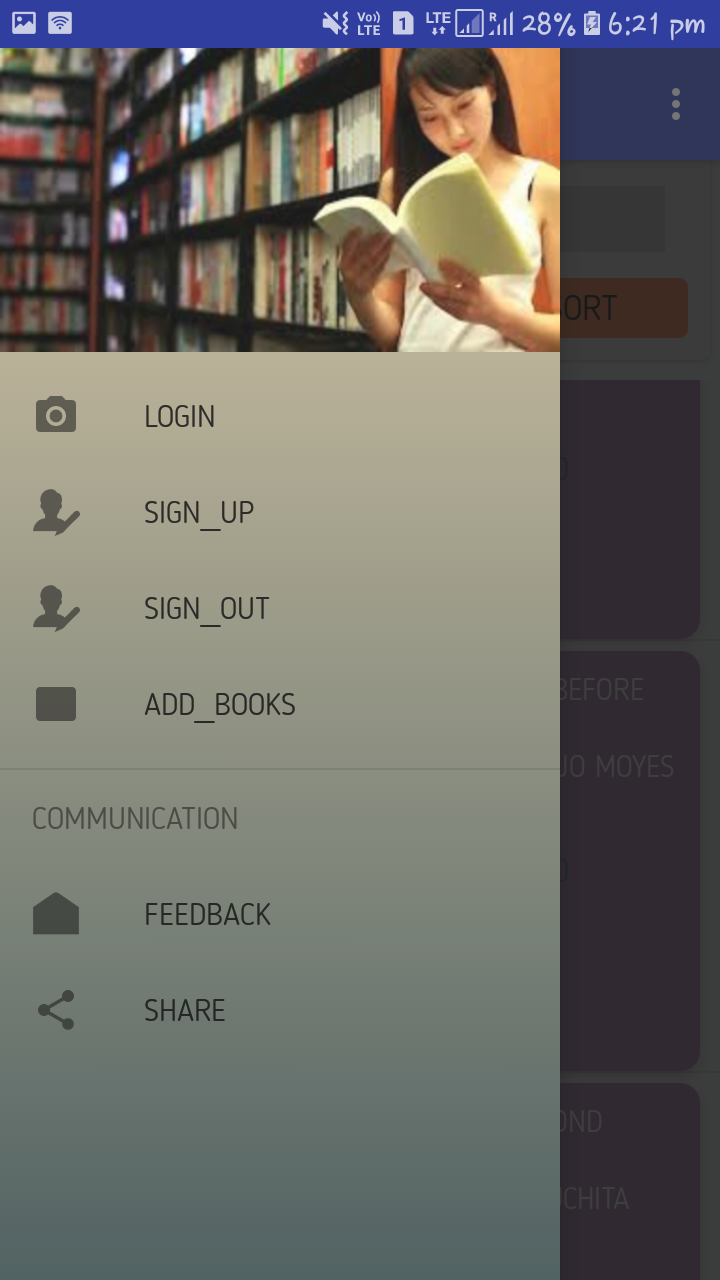 Vo)) LTE 1 LTE R 28% 6:21 pm
LOGIN
SIGN_UP
SIGN_OUT
ADD_BOOKS
COMMUNICATION
FEEDBACK
SHARE
ORT
BEFORE
JO MOYES
OND
UCHITA